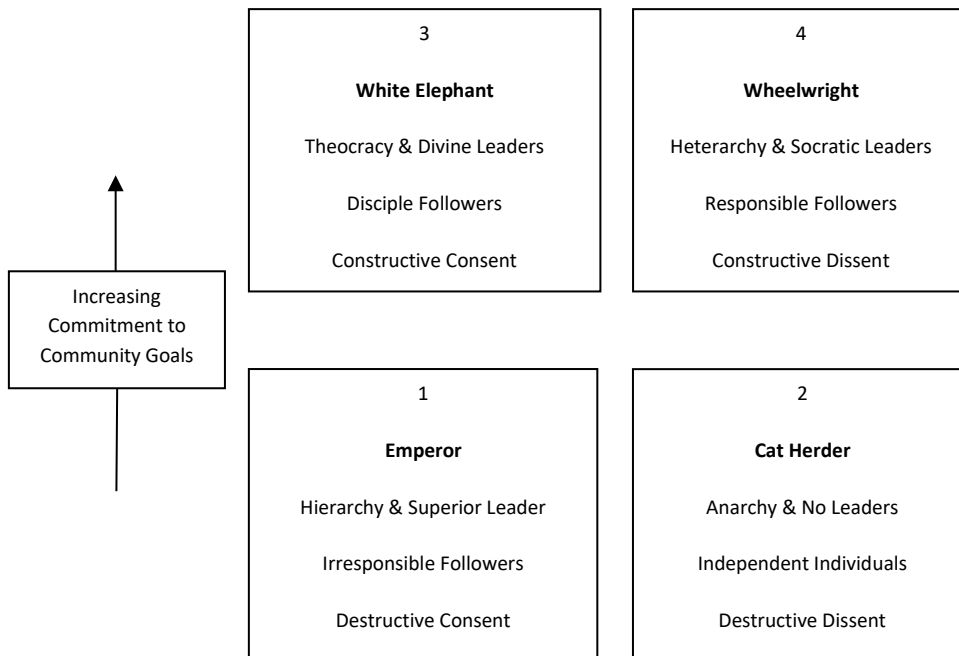 3
White Elephant
Theocracy & Divine Leaders
Disciple Followers
Constructive Consent
4
Wheelwright
Heterarchy & Socratic Leaders
Responsible Followers
Constructive Dissent
Increasing
Commitment to
Community Goals
1
Emperor
Hierarchy & Superior Leader
Irresponsible Followers
Destructive Consent
2
Cat Herder
Anarchy & No Leaders
Independent Individuals
Destructive Dissent